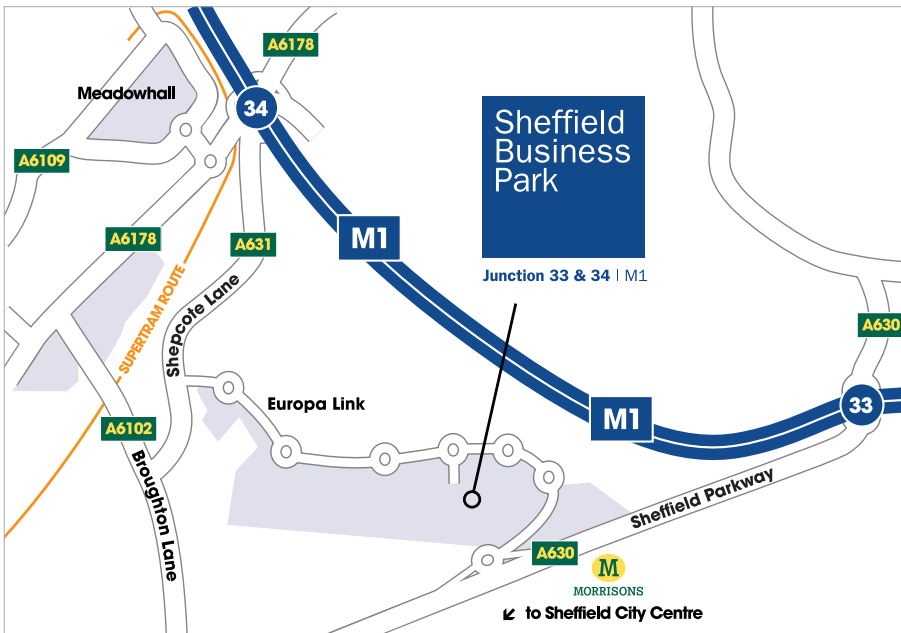 A6178
Meadowhall
34
A6109
Sheffield
Business
Park
A6178
A631
M1
Junction 33 & 34 | M1
SUPERTRAM ROUTE
Shepcote Lane
A630
Europa Link
33
M1
A6102
Broughton Lane
Sheffield Parkway
A630
M
MORRISONS
↙ to Sheffield City Centre